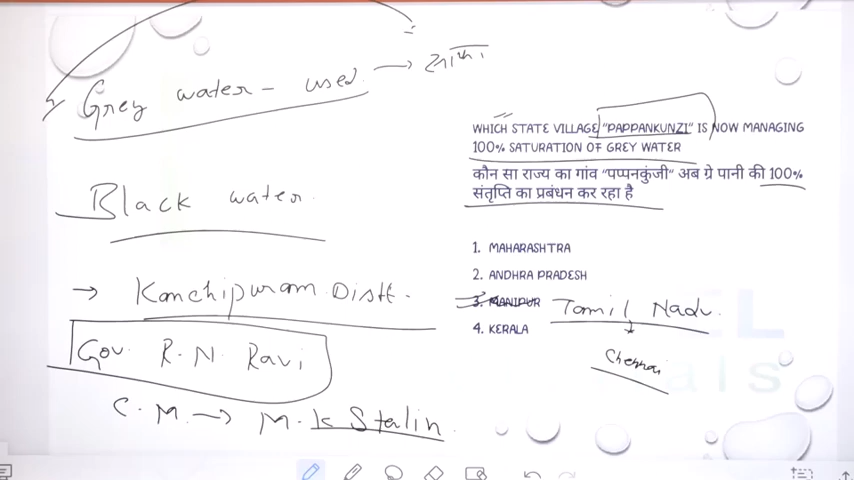 Grey water - used → साफ
Black water
→ Kanchipuram Distt.
Gov. R. N. Ravi
C. M. → M. K Stalin
WHICH STATE VILLAGE "PAPPANKUNZI" IS NOW MANAGING
100% SATURATION OF GREY WATER
कौन सा राज्य का गांव "पप्पनकुंजी" अब ग्रे पानी की 100%
संतृप्ति का प्रबंधन कर रहा है
1. MAHARASHTRA
2. ANDHRA PRADESH
3. MANIPUR Tamil Nadu.
4. KERALA
Chennai
EL
als